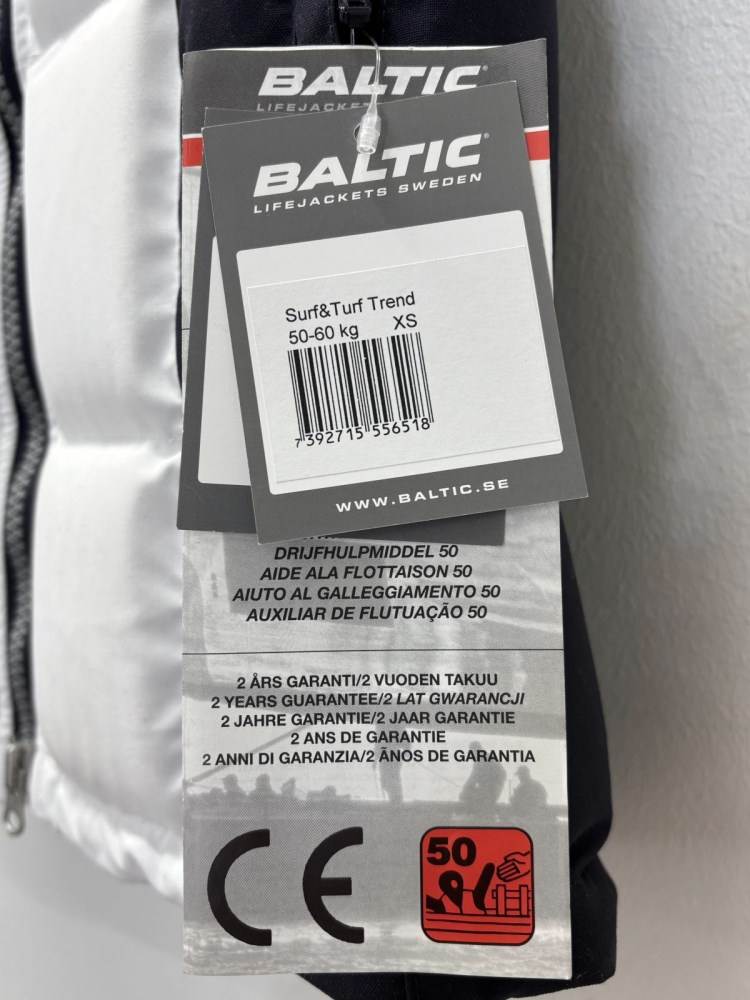 BALTIC
LIFEJACKETS
BALTIC®
LIFEJACKETS SWEDEN
Surf&Turf Trend
50-60 kg XS
7 392715 556518
WWW.BALTIC.SE
DRIJFHULPMIDDEL 50
AIDE ALA FLOTTAISON 50
AIUTO AL GALLEGGIAMENTO 50
AUXILIAR DE FLUTUAÇÃO 50
2 ÅRS GARANTI/2 VUODEN TAKUU
2 YEARS GUARANTEE/2 LAT GWARANCJI
2 JAHRE GARANTIE/2 JAAR GARANTIE
2 ANS DE GARANTIE
2 ANNI DI GARANZIA/2 ÃNOS DE GARANTIA
CE
50